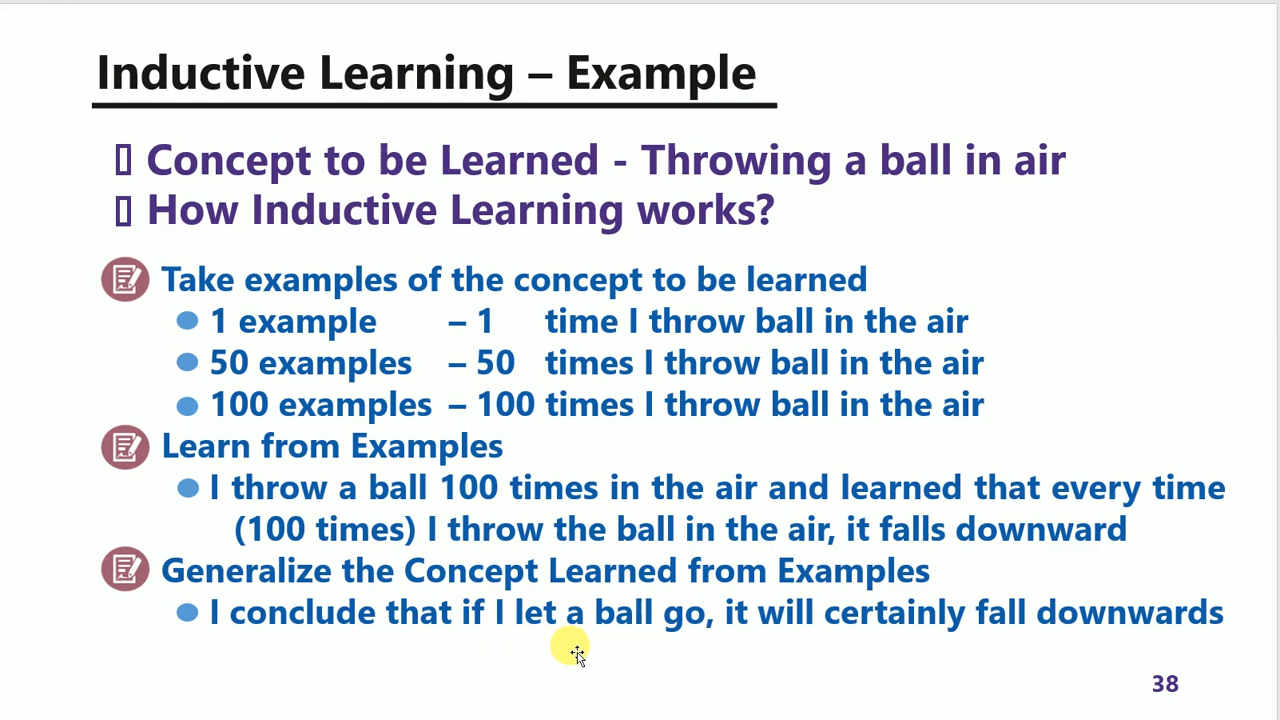 Inductive Learning – Example
Concept to be Learned - Throwing a ball in air
How Inductive Learning works?
Take examples of the concept to be learned
1 example – 1 time I throw ball in the air
50 examples – 50 times I throw ball in the air
100 examples – 100 times I throw ball in the air
Learn from Examples
I throw a ball 100 times in the air and learned that every time
(100 times) I throw the ball in the air, it falls downward
Generalize the Concept Learned from Examples
I conclude that if I let a ball go, it will certainly fall downwards
38